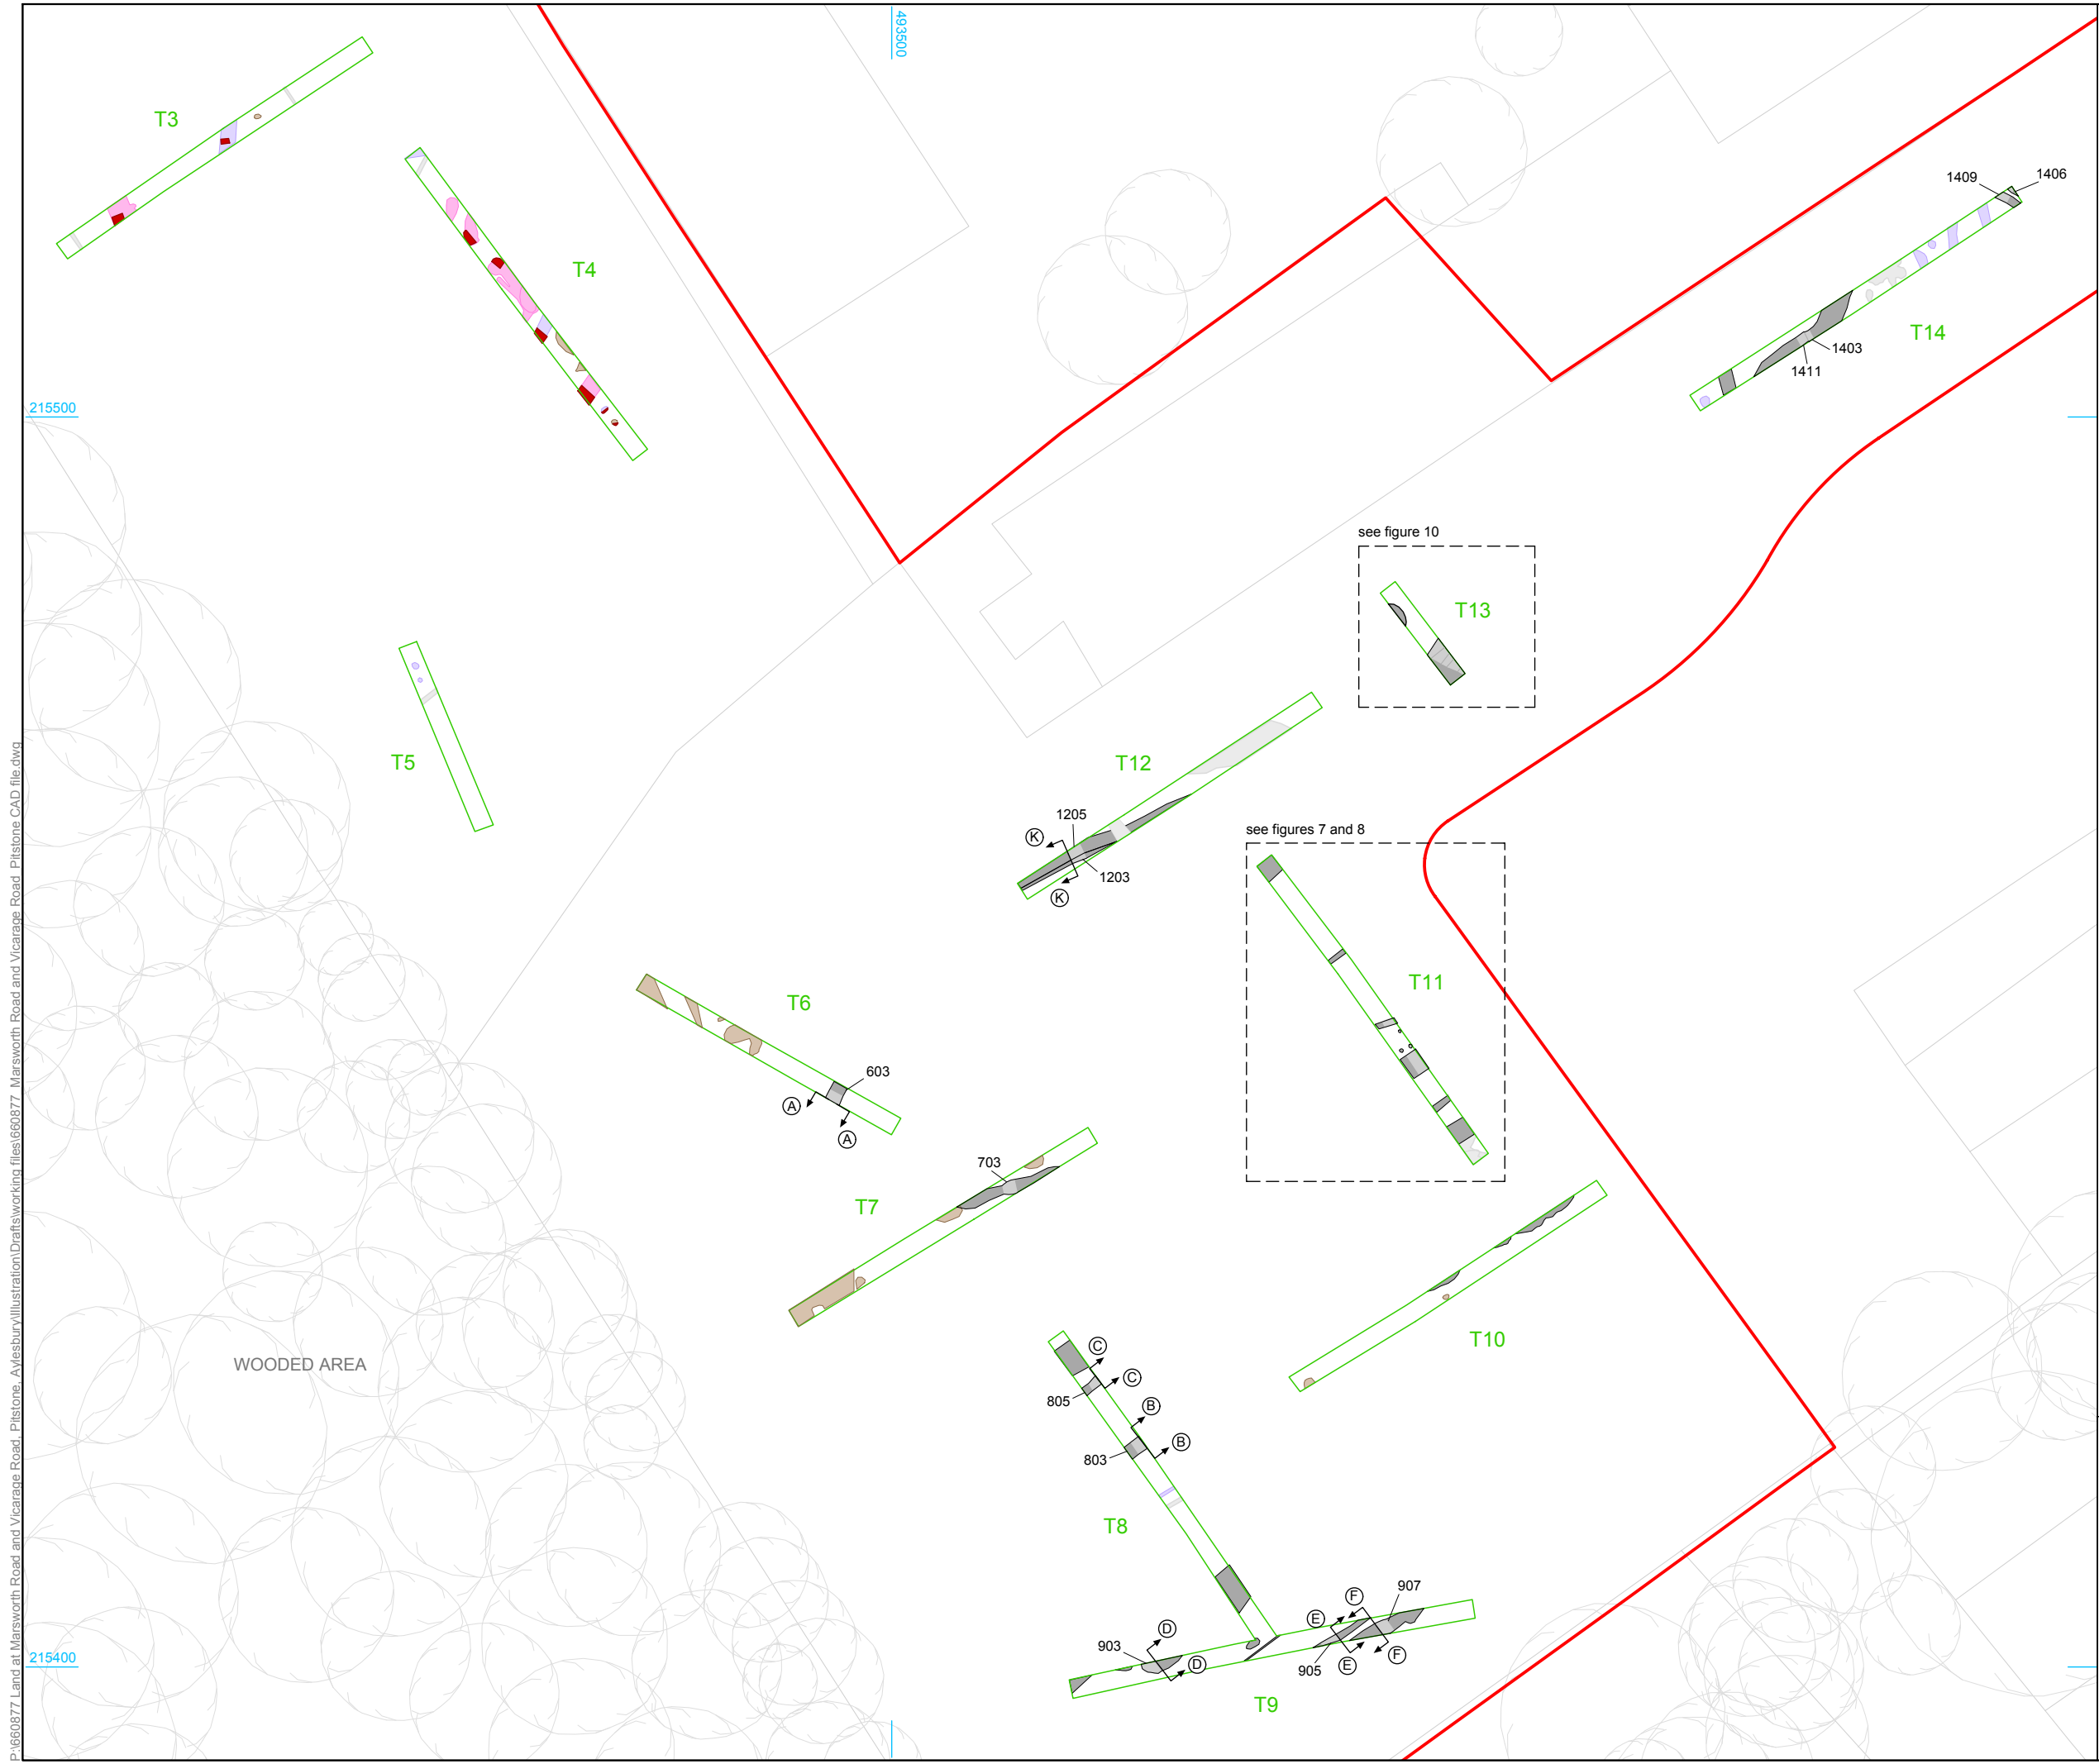 493500
T3
T4
1409
1406
T14
1403
1411
215500
see figure 10
T13
T5
T12
1205
K
1203
K
see figures 7 and 8
T11
T6
603
A
A
703
T7
T10
C
C
805
B
B
803
WOODED AREA
T8
907
F
E
D
903
F
E
D
905
215400
T9
P:\660877 Land at Marsworth Road and Vicarage Road, Pitstone, Aylesbury\Illustration\Drafts\working files\660877_Marsworth Road and Vicarage Road_Pitstone CAD file.dwg